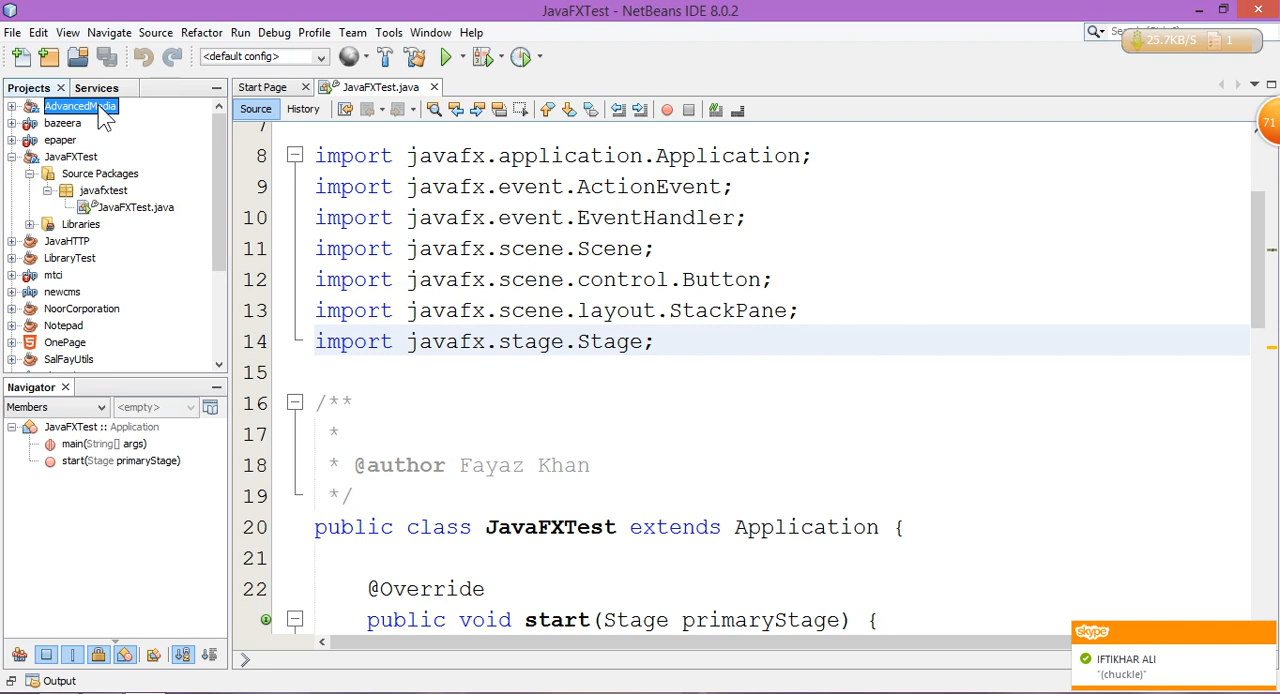 JavaFXTest - NetBeans IDE 8.0.2
File Edit View Navigate Source Refactor Run Debug Profile Team Tools Window Help
25.7KB/S 1
<default config>
71
Projects Services
Start Page JavaFXTest.java
Source History
AdvancedMedia
bazeera
epaper
JavaFXTest
Source Packages
javafxtest
JavaFXTest.java
Libraries
JavaHTTP
LibraryTest
mtci
php newcms
NoorCorporation
Notepad
OnePage
SalFayUtils
Navigator
Members <empty>
JavaFXTest :: Application
main(String[] args)
start(Stage primaryStage)
7
8 import javafx.application.Application;
9 import javafx.event.ActionEvent;
10 import javafx.event.EventHandler;
11 import javafx.scene.Scene;
12 import javafx.scene.control.Button;
13 import javafx.scene.layout.StackPane;
14 import javafx.stage.Stage;
15
16 /**
17 *
18 * @author Fayaz Khan
19 */
20 public class JavaFXTest extends Application {
21
22 @Override
public void start(Stage primaryStage) {
skype
IFTIKHAR ALI
"(chuckle)"
Output